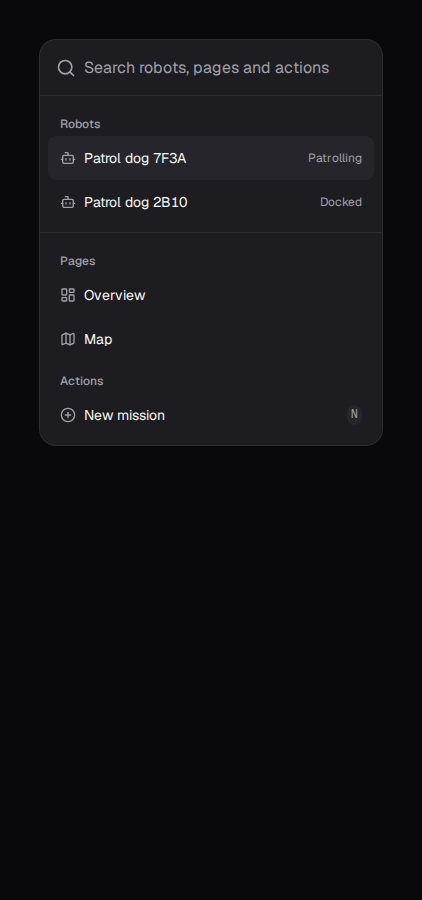 Search robots, pages and actions
Robots
Patrol dog 7F3A Patrolling
Patrol dog 2B10 Docked
Pages
Overview
Map
Actions
New mission N